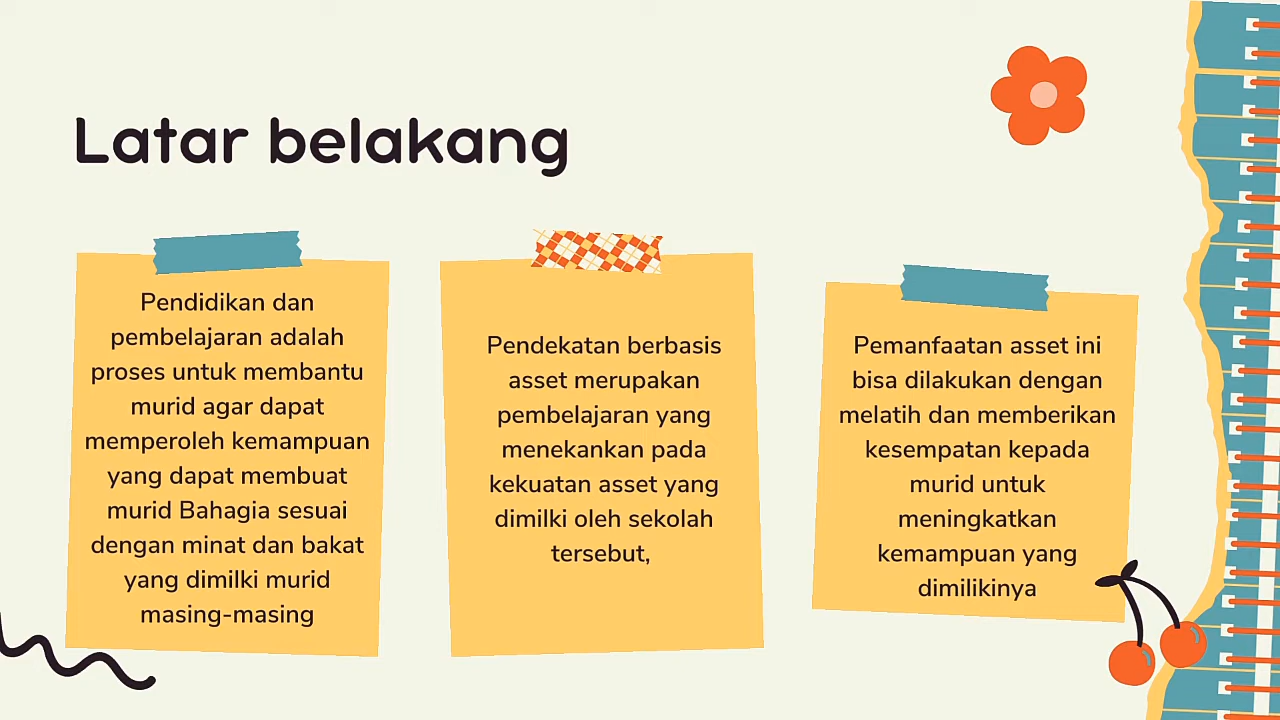 Latar belakang
Pendidikan dan
pembelajaran adalah
proses untuk membantu
murid agar dapat
memperoleh kemampuan
yang dapat membuat
murid Bahagia sesuai
dengan minat dan bakat
yang dimilki murid
masing-masing
Pendekatan berbasis
asset merupakan
pembelajaran yang
menekankan pada
kekuatan asset yang
dimilki oleh sekolah
tersebut,
Pemanfaatan asset ini
bisa dilakukan dengan
melatih dan memberikan
kesempatan kepada
murid untuk
meningkatkan
kemampuan yang
dimilikinya